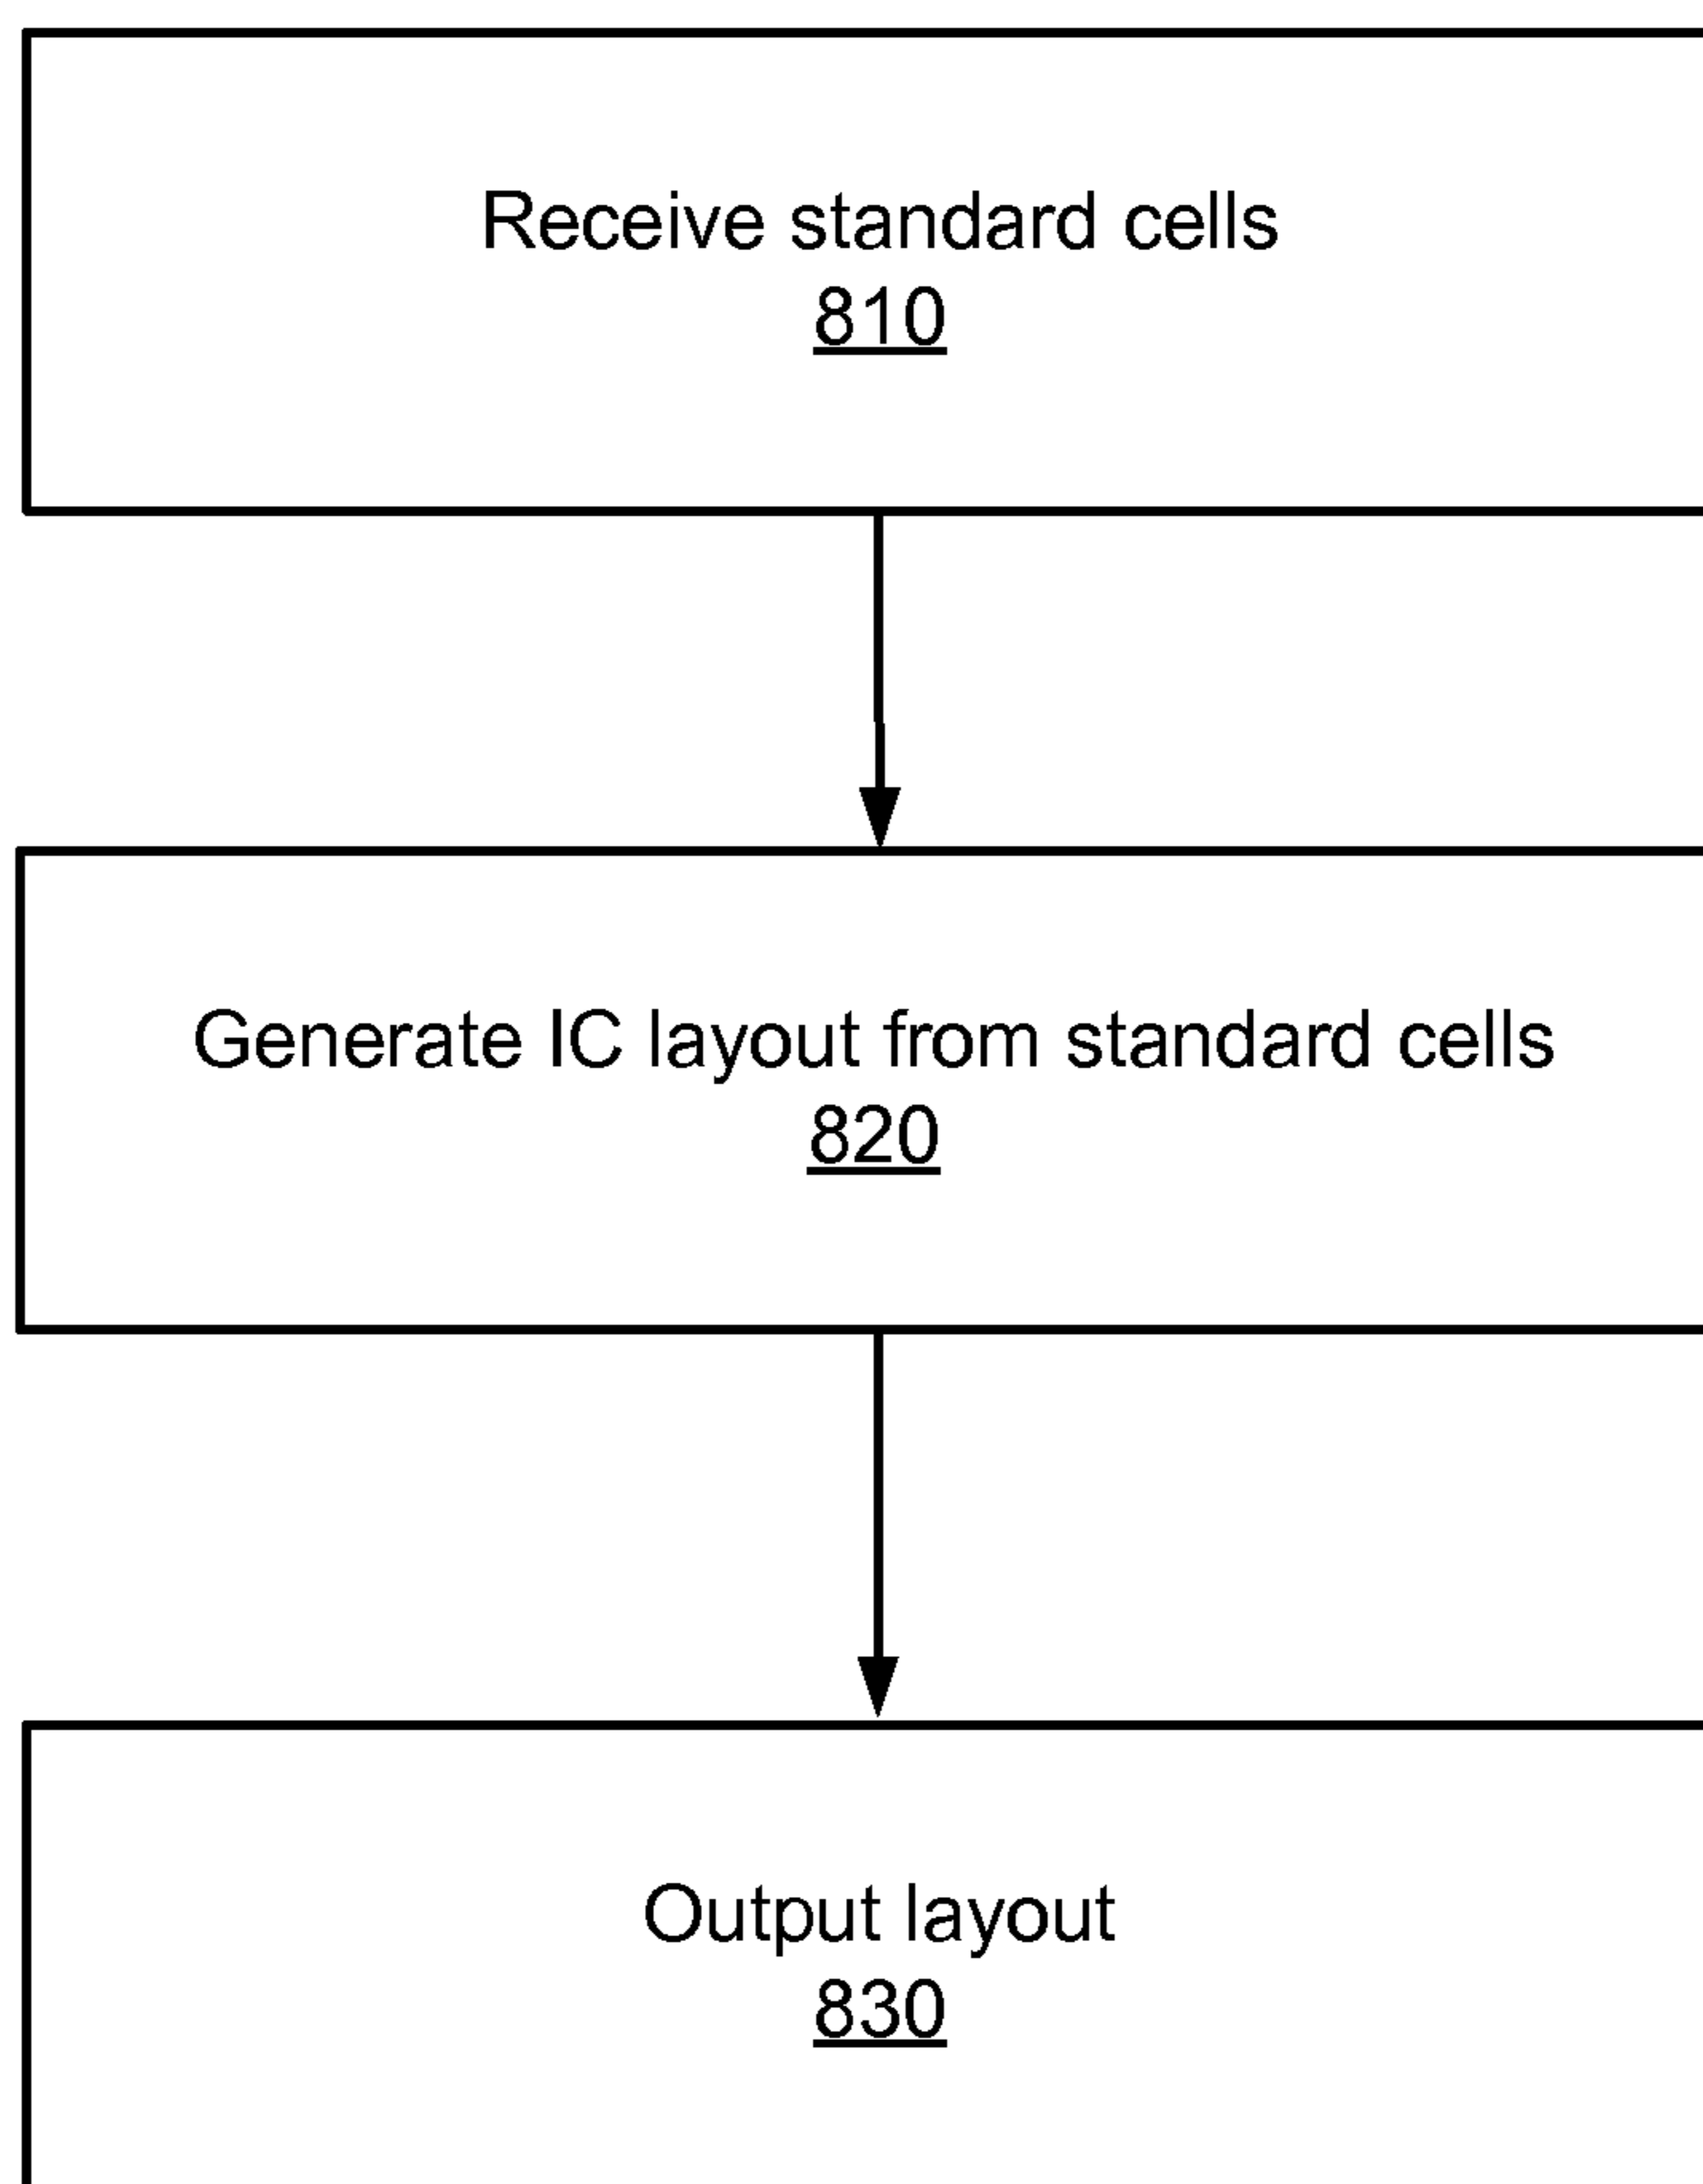 Receive standard cells
810
Generate IC layout from standard cells
820
Output layout
830